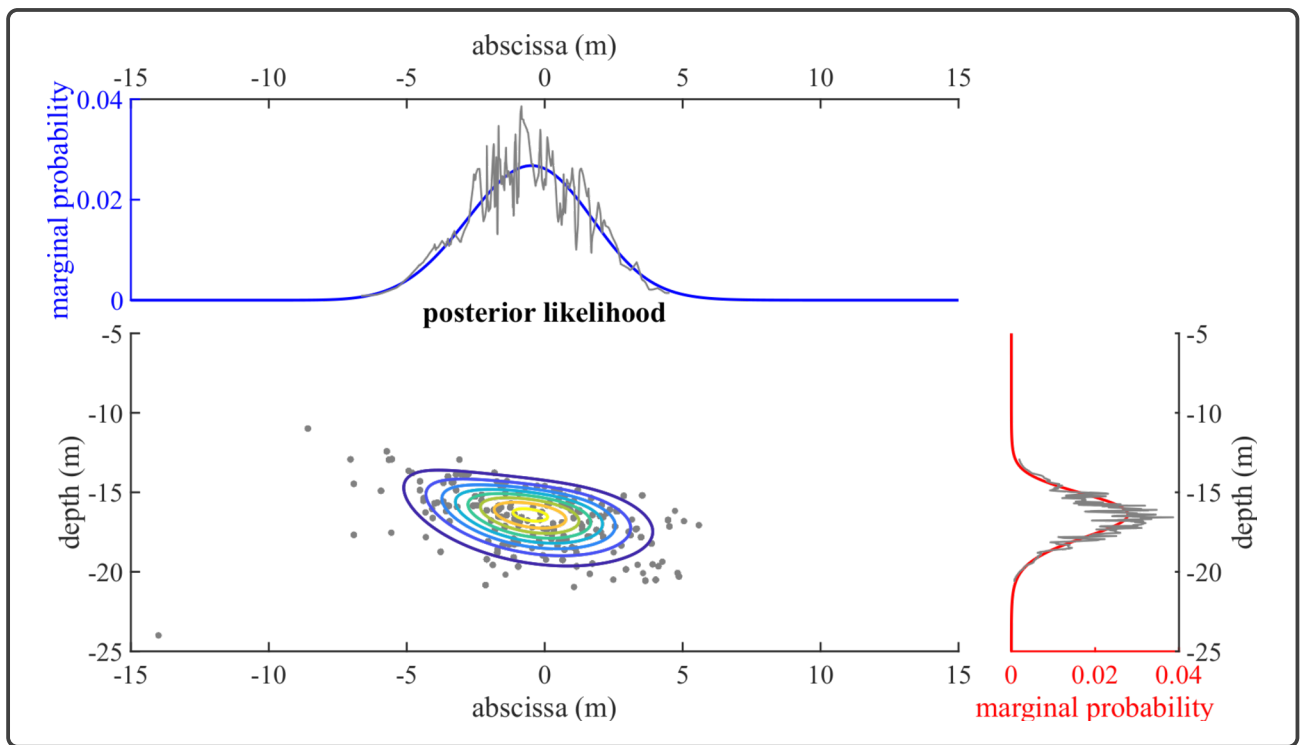 abscissa (m)
-15 -10 -5 0 5 10 15
marginal probability
0.04
0.02
0
posterior likelihood
depth (m)
-5
-10
-15
-20
-25
-15 -10 -5 0 5 10 15
abscissa (m)
-5
-10
-15
-20
-25
depth (m)
0 0.02 0.04
marginal probability